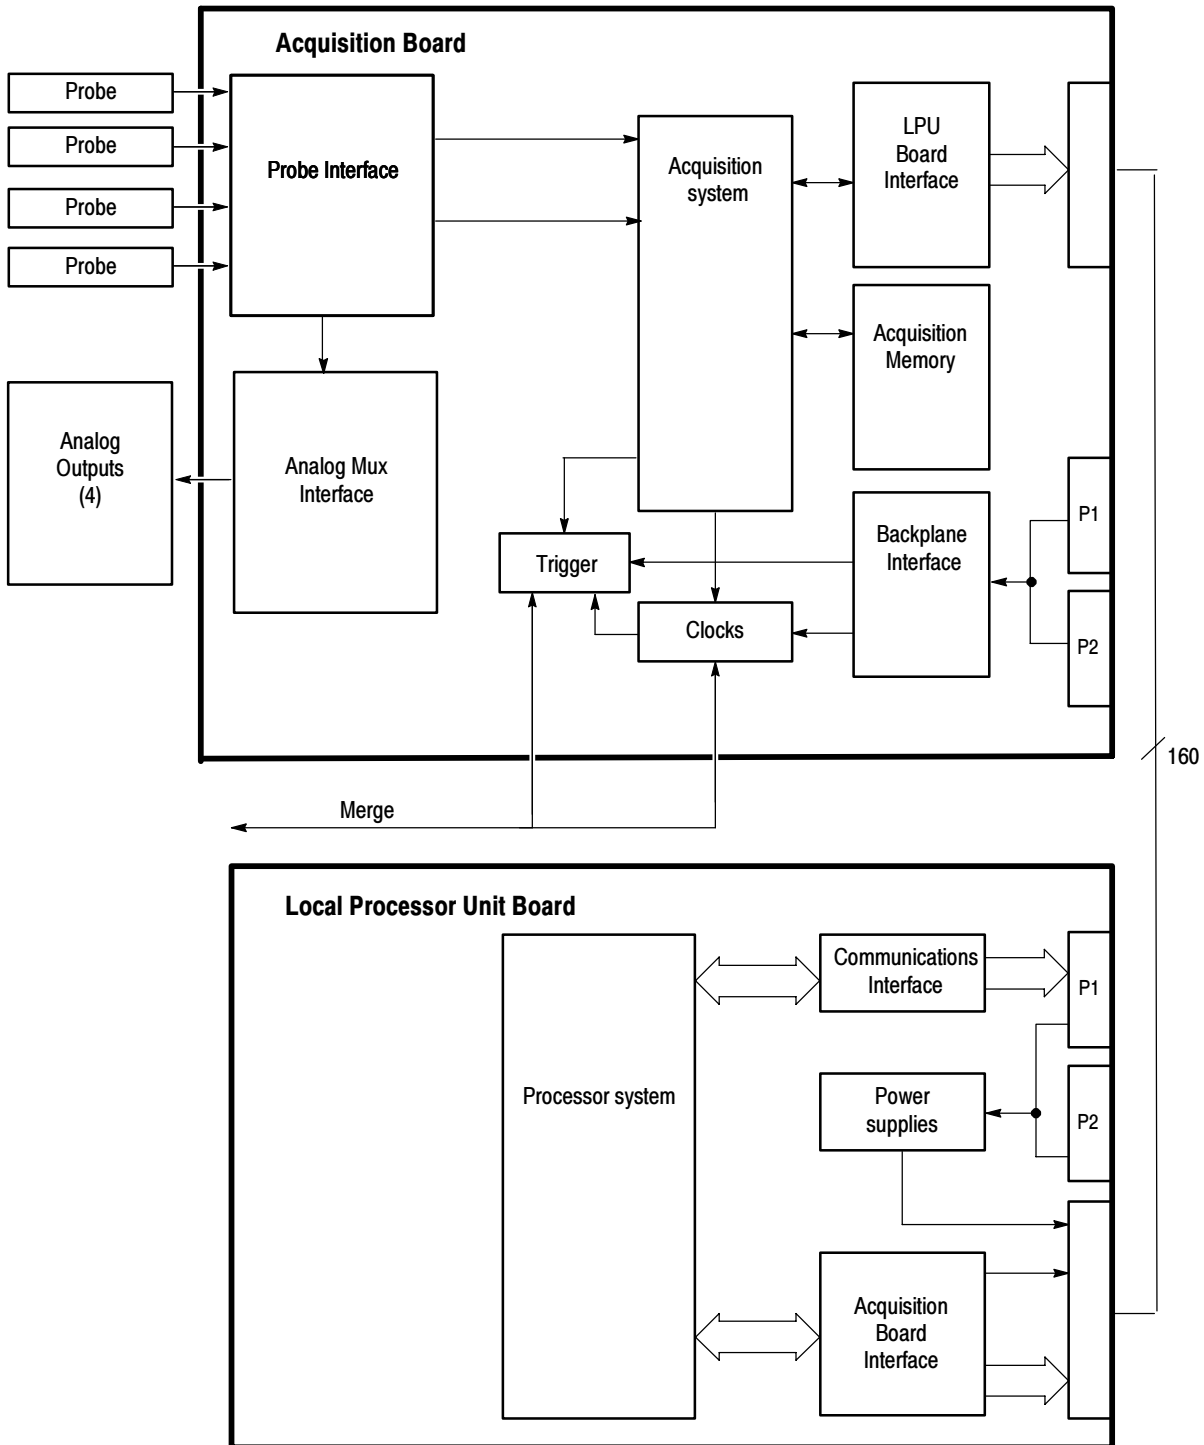 Acquisition Board
Probe
Probe
Probe
Probe
Probe Interface
Acquisition
system
LPU
Board
Interface
Acquisition
Memory
Analog
Outputs
(4)
Analog Mux
Interface
Trigger
Clocks
Backplane
Interface
P1
P2
160
Merge
Local Processor Unit Board
Processor system
Communications
Interface
P1
Power
supplies
P2
Acquisition
Board
Interface